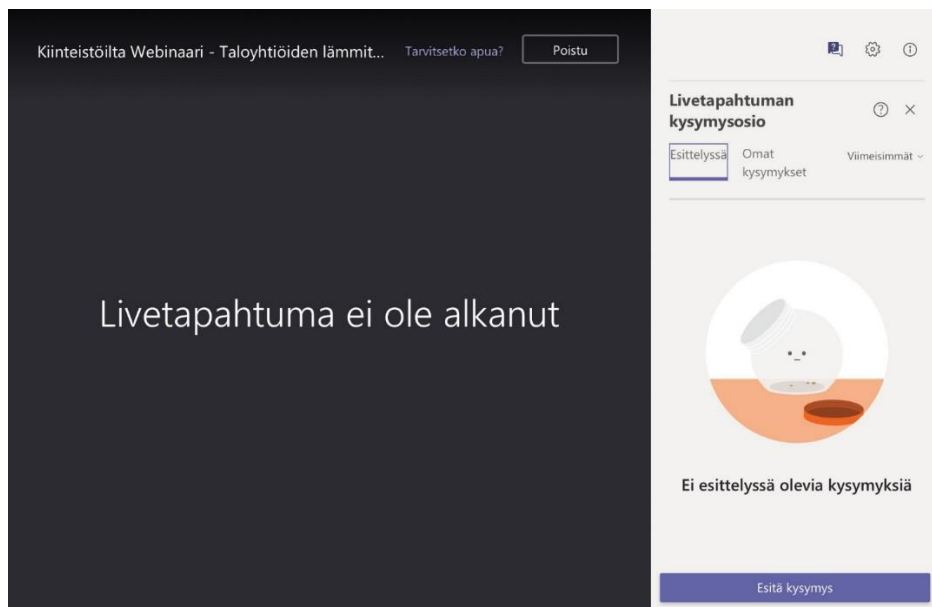 Kiinteistöilta Webinaari - Taloyhtiöiden lämmit...
Tarvitsetko apua?
Poistu
Livetapahtuma ei ole alkanut
Livetapahtuman
kysymysosio
Esittelyssä
Omat
kysymykset
Viimeisimmät
Ei esittelyssä olevia kysymyksiä
Esitä kysymys